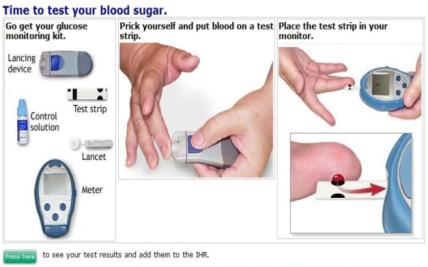 Time to test your blood sugar.
Go get your glucose
monitoring kit.
Lancing
device
Test strip
Control
solution
Lancet
Meter
Prick yourself and put blood on a test
strip.
Place the test strip in your
monitor.
Press here to see your test results and add them to the IHR.